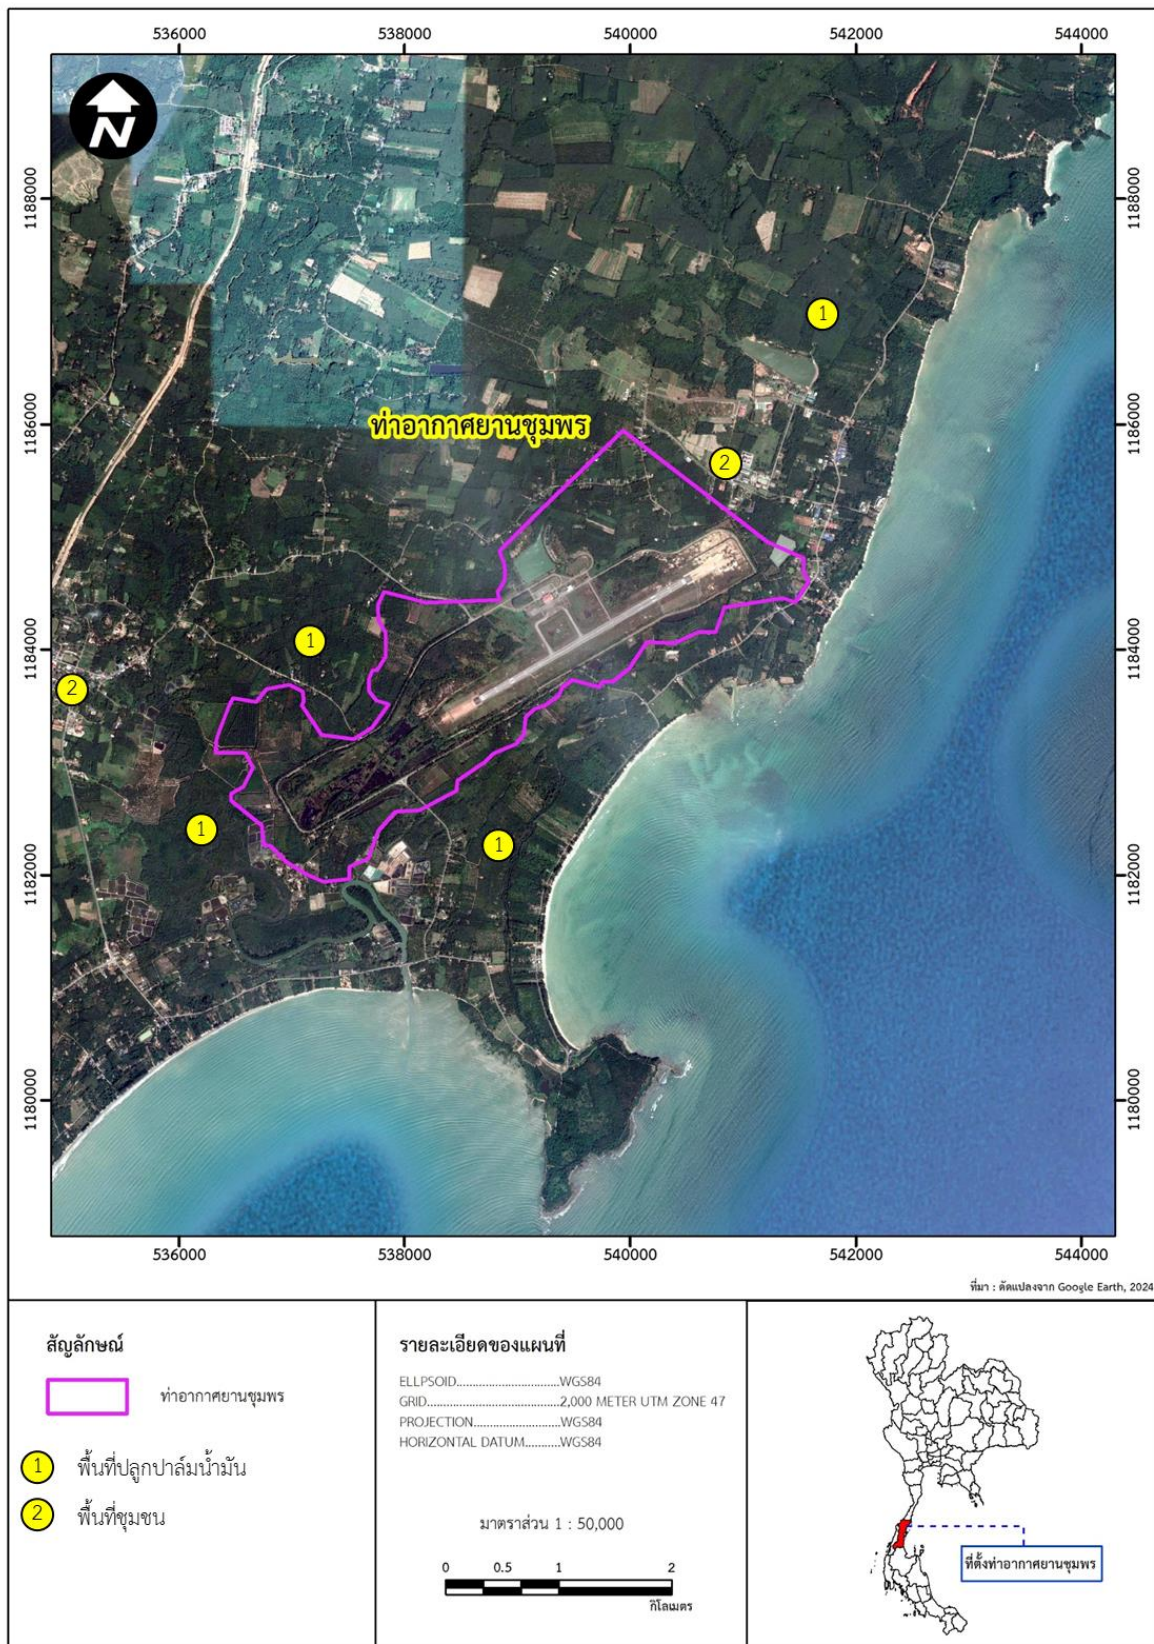 536000 538000 540000 542000 544000
N
1188000 1188000
1
ท่าอากาศยานชุมพร
1186000 1186000
2
1184000 1 1184000
2
1 1
1182000 1182000
1180000 1180000
536000 538000 540000 542000 544000
ที่มา : ดัดแปลงจาก Google Earth, 2024
สัญลักษณ์
ท่าอากาศยานชุมพร
1 พื้นที่ปลูกปาล์มน้ำมัน
2 พื้นที่ชุมชน
รายละเอียดของแผนที่
ELLPSOID................................WGS84
GRID..........................................2,000 METER UTM ZONE 47
PROJECTION...........................WGS84
HORIZONTAL DATUM...........WGS84
มาตราส่วน 1 : 50,000
0 0.5 1 2
กิโลเมตร
ที่ตั้งท่าอากาศยานชุมพร